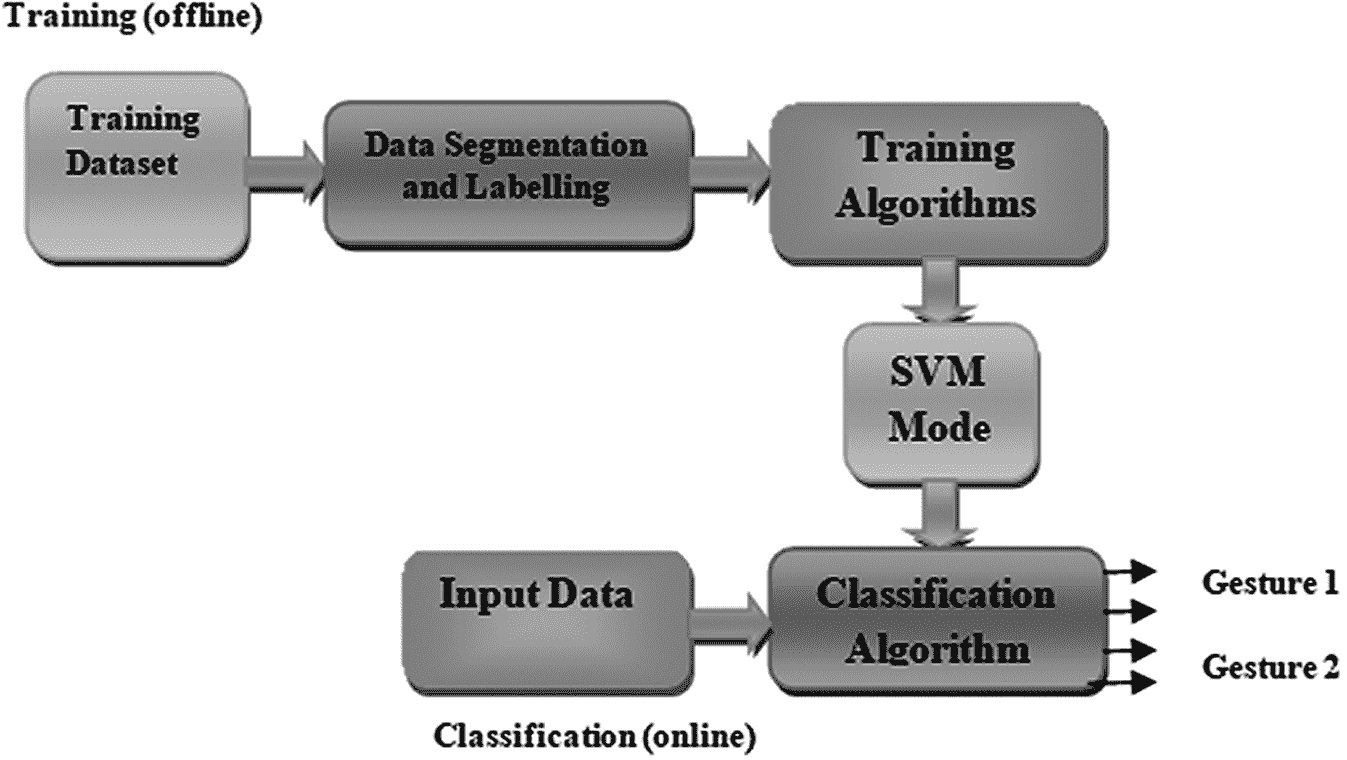 Training (offline)
Training
Dataset
Data Segmentation
and Labelling
Training
Algorithms
SVM
Mode
Input Data
Classification
Algorithm
Gesture 1
Gesture 2
Classification (online)